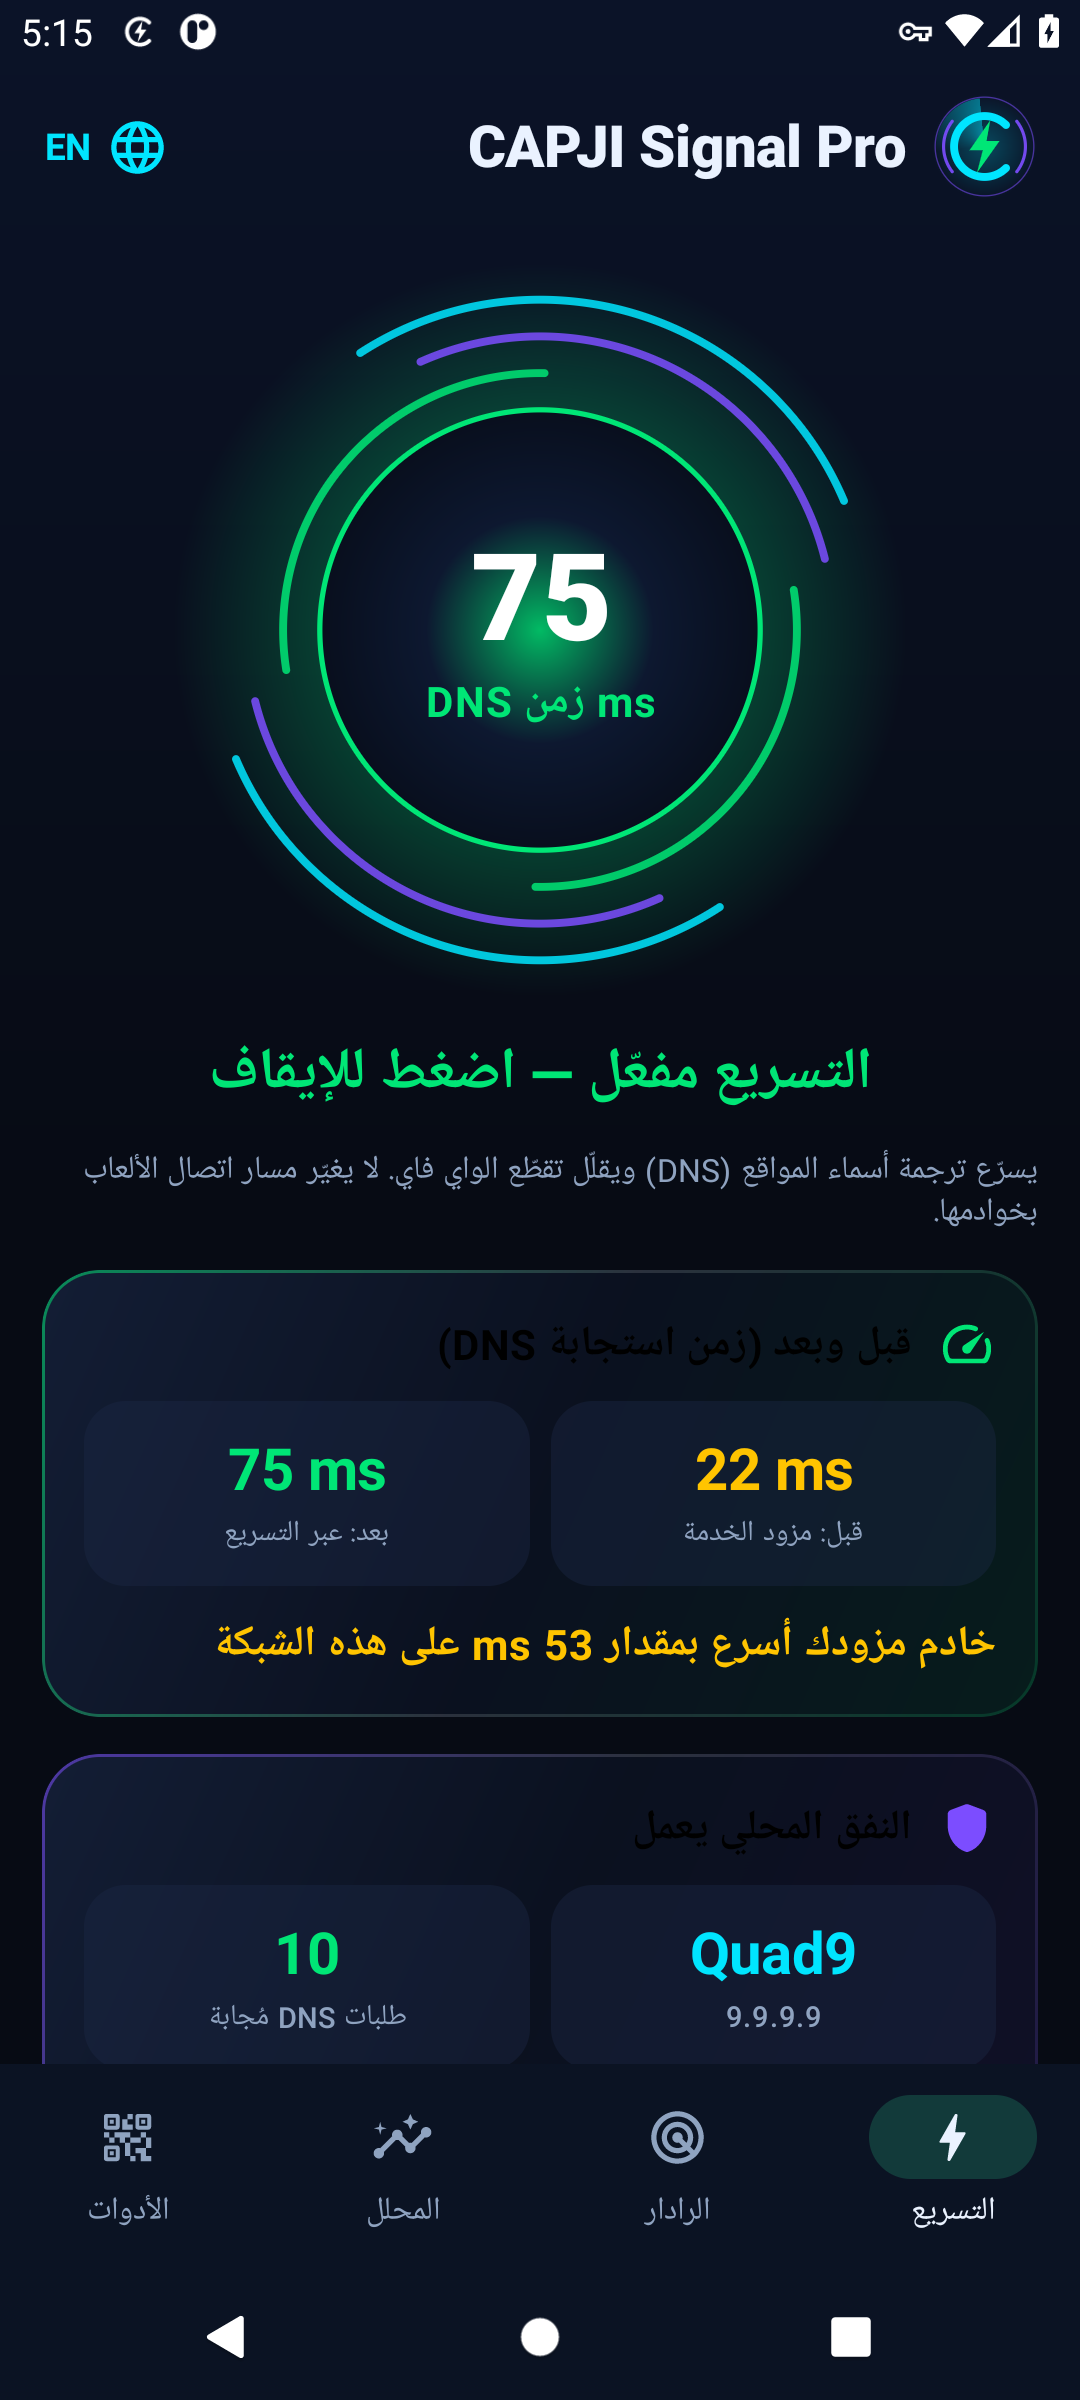 5:15
CAPJI Signal Pro
EN
75
زمن DNS ms
التسريع مفعّل — اضغط للإيقاف
يسرّع ترجمة أسماء المواقع (DNS) ويقلّل تقطّع الواي فاي. لا يغيّر مسار اتصال الألعاب
بخوادمها.
قبل وبعد (زمن استجابة DNS)
22 ms
قبل: مزود الخدمة
75 ms
بعد: عبر التسريع
خادم مزودك أسرع بمقدار 53 ms على هذه الشبكة
النفق المحلي يعمل
Quad9
9.9.9.9
10
طلبات DNS مُجابة
التسريع
الرادار
المحلل
الأدوات